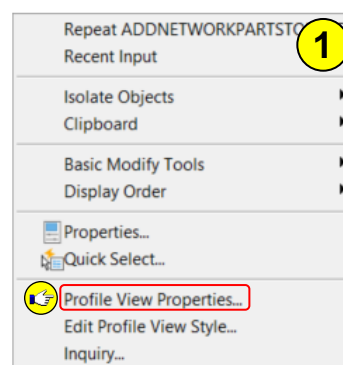 Repeat ADDNETWORKPARTSTO
1
Recent Input
Isolate Objects
Clipboard
Basic Modify Tools
Display Order
Properties...
Quick Select...
Profile View Properties...
Edit Profile View Style...
Inquiry...